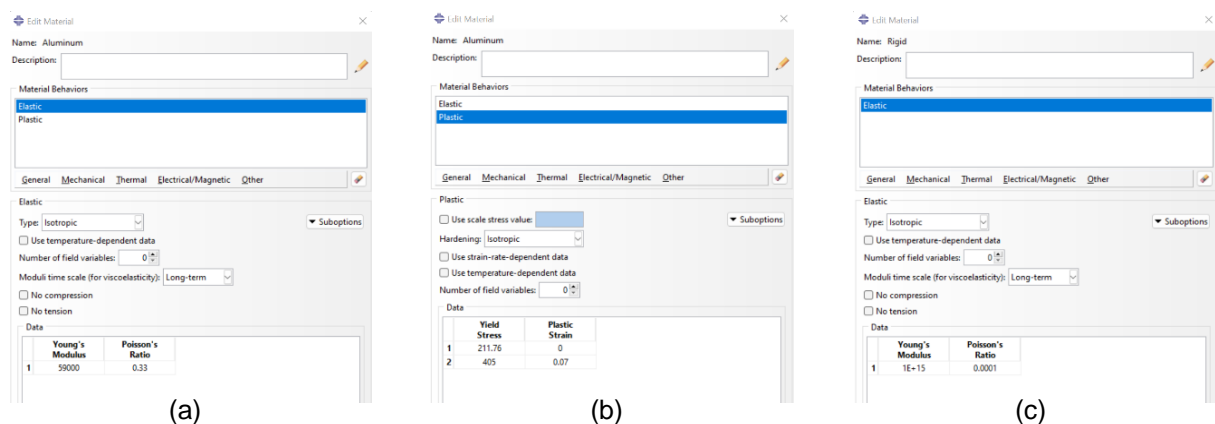 Edit Material
Name: Aluminum
Description:
Material Behaviors
Elastic
Plastic
General Mechanical Thermal Electrical/Magnetic Other
Elastic
Type: Isotropic
Suboptions
Use temperature-dependent data
Number of field variables: 0
Moduli time scale (for viscoelasticity): Long-term
No compression
No tension
Data
Young's Poisson's
Modulus Ratio
1 59000 0.33
(a)
Edit Material
Name: Aluminum
Description:
Material Behaviors
Elastic
Plastic
General Mechanical Thermal Electrical/Magnetic Other
Plastic
Use scale stress value:
Suboptions
Hardening: Isotropic
Use strain-rate-dependent data
Use temperature-dependent data
Number of field variables: 0
Data
Yield Plastic
Stress Strain
1 211.76 0
2 405 0.07
(b)
Edit Material
Name: Rigid
Description:
Material Behaviors
Elastic
General Mechanical Thermal Electrical/Magnetic Other
Elastic
Type: Isotropic
Suboptions
Use temperature-dependent data
Number of field variables: 0
Moduli time scale (for viscoelasticity): Long-term
No compression
No tension
Data
Young's Poisson's
Modulus Ratio
1 1E+15 0.0001
(c)